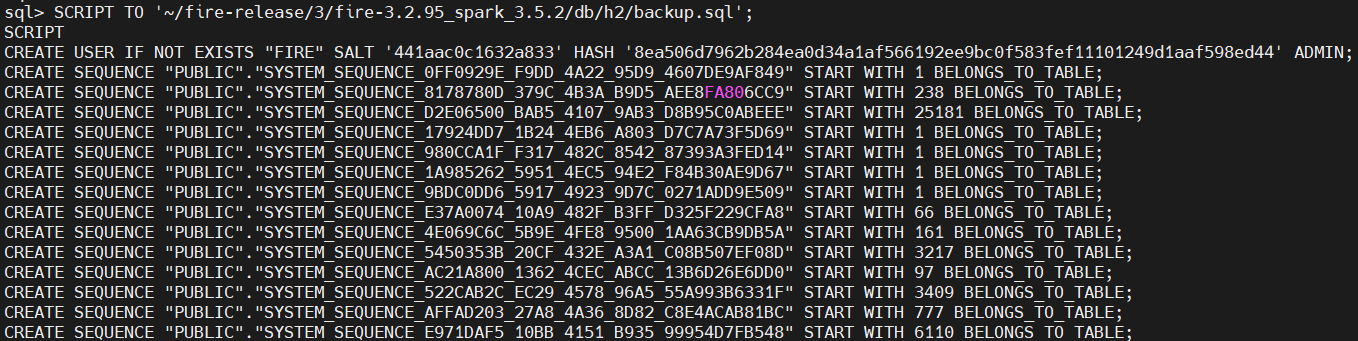 sql> SCRIPT TO '~/fire-release/3/fire-3.2.95_spark_3.5.2/db/h2/backup.sql';
SCRIPT
CREATE USER IF NOT EXISTS "FIRE" SALT '441aac0c1632a833' HASH '8ea506d7962b284ea0d34a1af566192ee9bc0f583fef11101249d1aaf598ed44' ADMIN;
CREATE SEQUENCE "PUBLIC"."SYSTEM_SEQUENCE_0FF0929E_F9DD_4A22_95D9_4607DE9AF849" START WITH 1 BELONGS_TO_TABLE;
CREATE SEQUENCE "PUBLIC"."SYSTEM_SEQUENCE_8178780D_379C_4B3A_B9D5_AEE8FA806CC9" START WITH 238 BELONGS_TO_TABLE;
CREATE SEQUENCE "PUBLIC"."SYSTEM_SEQUENCE_D2E06500_BAB5_4107_9AB3_D8B95C0ABEEE" START WITH 25181 BELONGS_TO_TABLE;
CREATE SEQUENCE "PUBLIC"."SYSTEM_SEQUENCE_17924DD7_1B24_4EB6_A803_D7C7A73F5D69" START WITH 1 BELONGS_TO_TABLE;
CREATE SEQUENCE "PUBLIC"."SYSTEM_SEQUENCE_980CCA1F_F317_482C_8542_87393A3FED14" START WITH 1 BELONGS_TO_TABLE;
CREATE SEQUENCE "PUBLIC"."SYSTEM_SEQUENCE_1A985262_5951_4EC5_94E2_F84B30AE9D67" START WITH 1 BELONGS_TO_TABLE;
CREATE SEQUENCE "PUBLIC"."SYSTEM_SEQUENCE_9BDC0DD6_5917_4923_9D7C_0271ADD9E509" START WITH 1 BELONGS_TO_TABLE;
CREATE SEQUENCE "PUBLIC"."SYSTEM_SEQUENCE_E37A0074_10A9_482F_B3FF_D325F229CFA8" START WITH 66 BELONGS_TO_TABLE;
CREATE SEQUENCE "PUBLIC"."SYSTEM_SEQUENCE_4E069C6C_5B9E_4FE8_9500_1AA63CB9DB5A" START WITH 161 BELONGS_TO_TABLE;
CREATE SEQUENCE "PUBLIC"."SYSTEM_SEQUENCE_5450353B_20CF_432E_A3A1_C08B507EF08D" START WITH 3217 BELONGS_TO_TABLE;
CREATE SEQUENCE "PUBLIC"."SYSTEM_SEQUENCE_AC21A800_1362_4CEC_ABCC_13B6D26E6DD0" START WITH 97 BELONGS_TO_TABLE;
CREATE SEQUENCE "PUBLIC"."SYSTEM_SEQUENCE_522CAB2C_EC29_4578_96A5_55A993B6331F" START WITH 3409 BELONGS_TO_TABLE;
CREATE SEQUENCE "PUBLIC"."SYSTEM_SEQUENCE_AFFAD203_27A8_4A36_8D82_C8E4ACAB81BC" START WITH 777 BELONGS_TO_TABLE;
CREATE SEQUENCE "PUBLIC"."SYSTEM_SEQUENCE_E971DAF5_10BB_4151_B935_99954D7FB548" START WITH 6110 BELONGS_TO_TABLE;